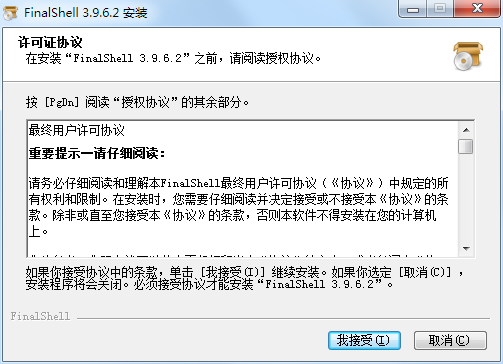 FinalShell 3.9.6.2 安装
许可证协议
在安装“FinalShell 3.9.6.2”之前，请阅读授权协议。
按 [PgDn] 阅读“授权协议”的其余部分。
最终用户许可协议
重要提示—请仔细阅读：
请务必仔细阅读和理解本FinalShell最终用户许可协议（《协议》）中规定的所
有权利和限制。在安装时，您需要仔细阅读并决定接受或不接受本《协议》的条
款。除非或直至您接受本《协议》的条款，否则本软件不得安装在您的计算机
上。
如果你接受协议中的条款，单击 [我接受(I)] 继续安装。如果你选定 [取消(C)] ，
安装程序将会关闭。必须接受协议才能安装“FinalShell 3.9.6.2”。
FinalShell
我接受(I)
取消(C)